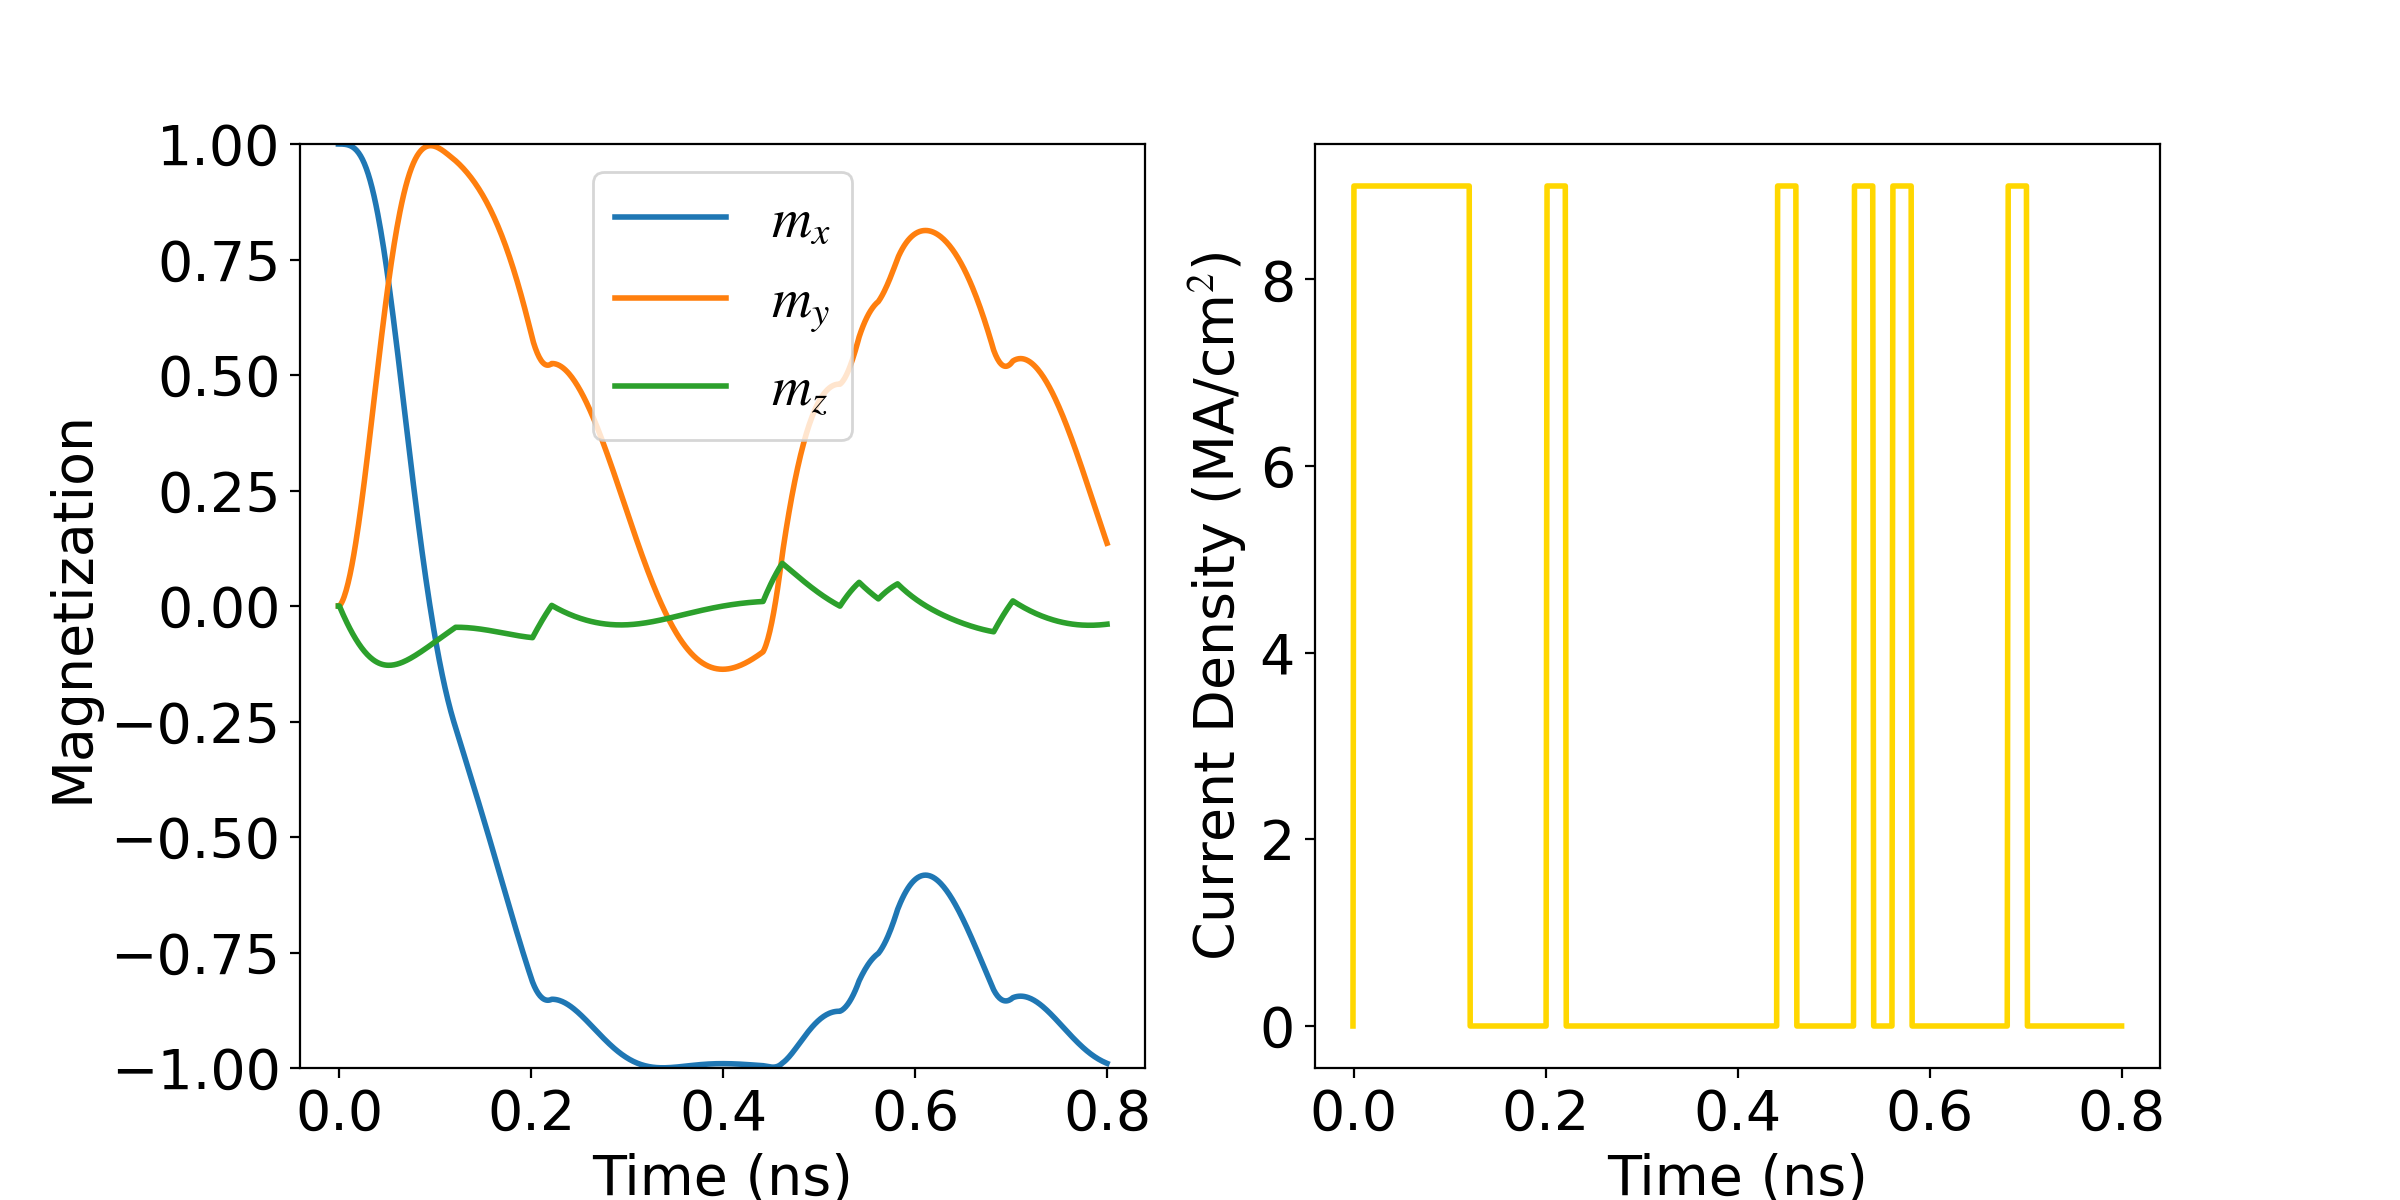 1.00
0.75
0.50
0.25
0.00
−0.25
−0.50
−0.75
−1.00
Magnetization
0.0 0.2 0.4 0.6 0.8
Time (ns)
m_x
m_y
m_z
8
6
4
2
0
Current Density (MA/cm²)
0.0 0.2 0.4 0.6 0.8
Time (ns)